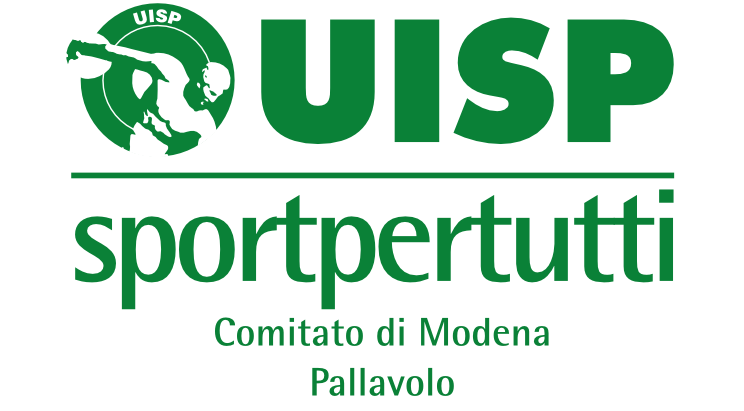 UISP
UISP
sportpertutti
Comitato di Modena
Pallavolo